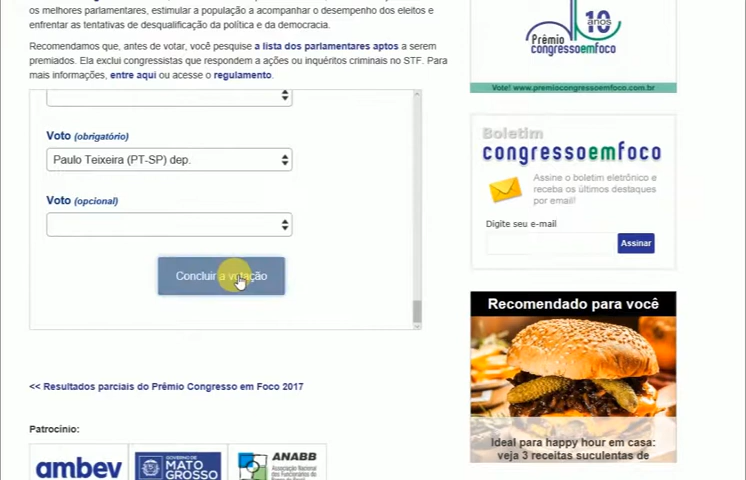 os melhores parlamentares, estimular a população a acompanhar o desempenho dos eleitos e
enfrentar as tentativas de desqualificação da política e da democracia.
Recomendamos que, antes de votar, você pesquise a lista dos parlamentares aptos a serem
premiados. Ela exclui congressistas que respondem a ações ou inquéritos criminais no STF. Para
mais informações, entre aqui ou acesse o regulamento.
Voto (obrigatório)
Paulo Teixeira (PT-SP) dep.
Voto (opcional)
Concluir a votação
<< Resultados parciais do Prêmio Congresso em Foco 2017
Patrocínio:
ambev
GOVERNO DE
MATO
GROSSO
ANABB
Associação Nacional
dos Funcionários
10
anos
Prêmio
congressoemfoco
Vote! www.premiocongressoemfoco.com.br
Boletim
congressoemfoco
Assine o boletim eletrônico e
receba os últimos destaques
por email!
Digite seu e-mail
Assinar
Recomendado para você
Ideal para happy hour em casa:
veja 3 receitas suculentas de